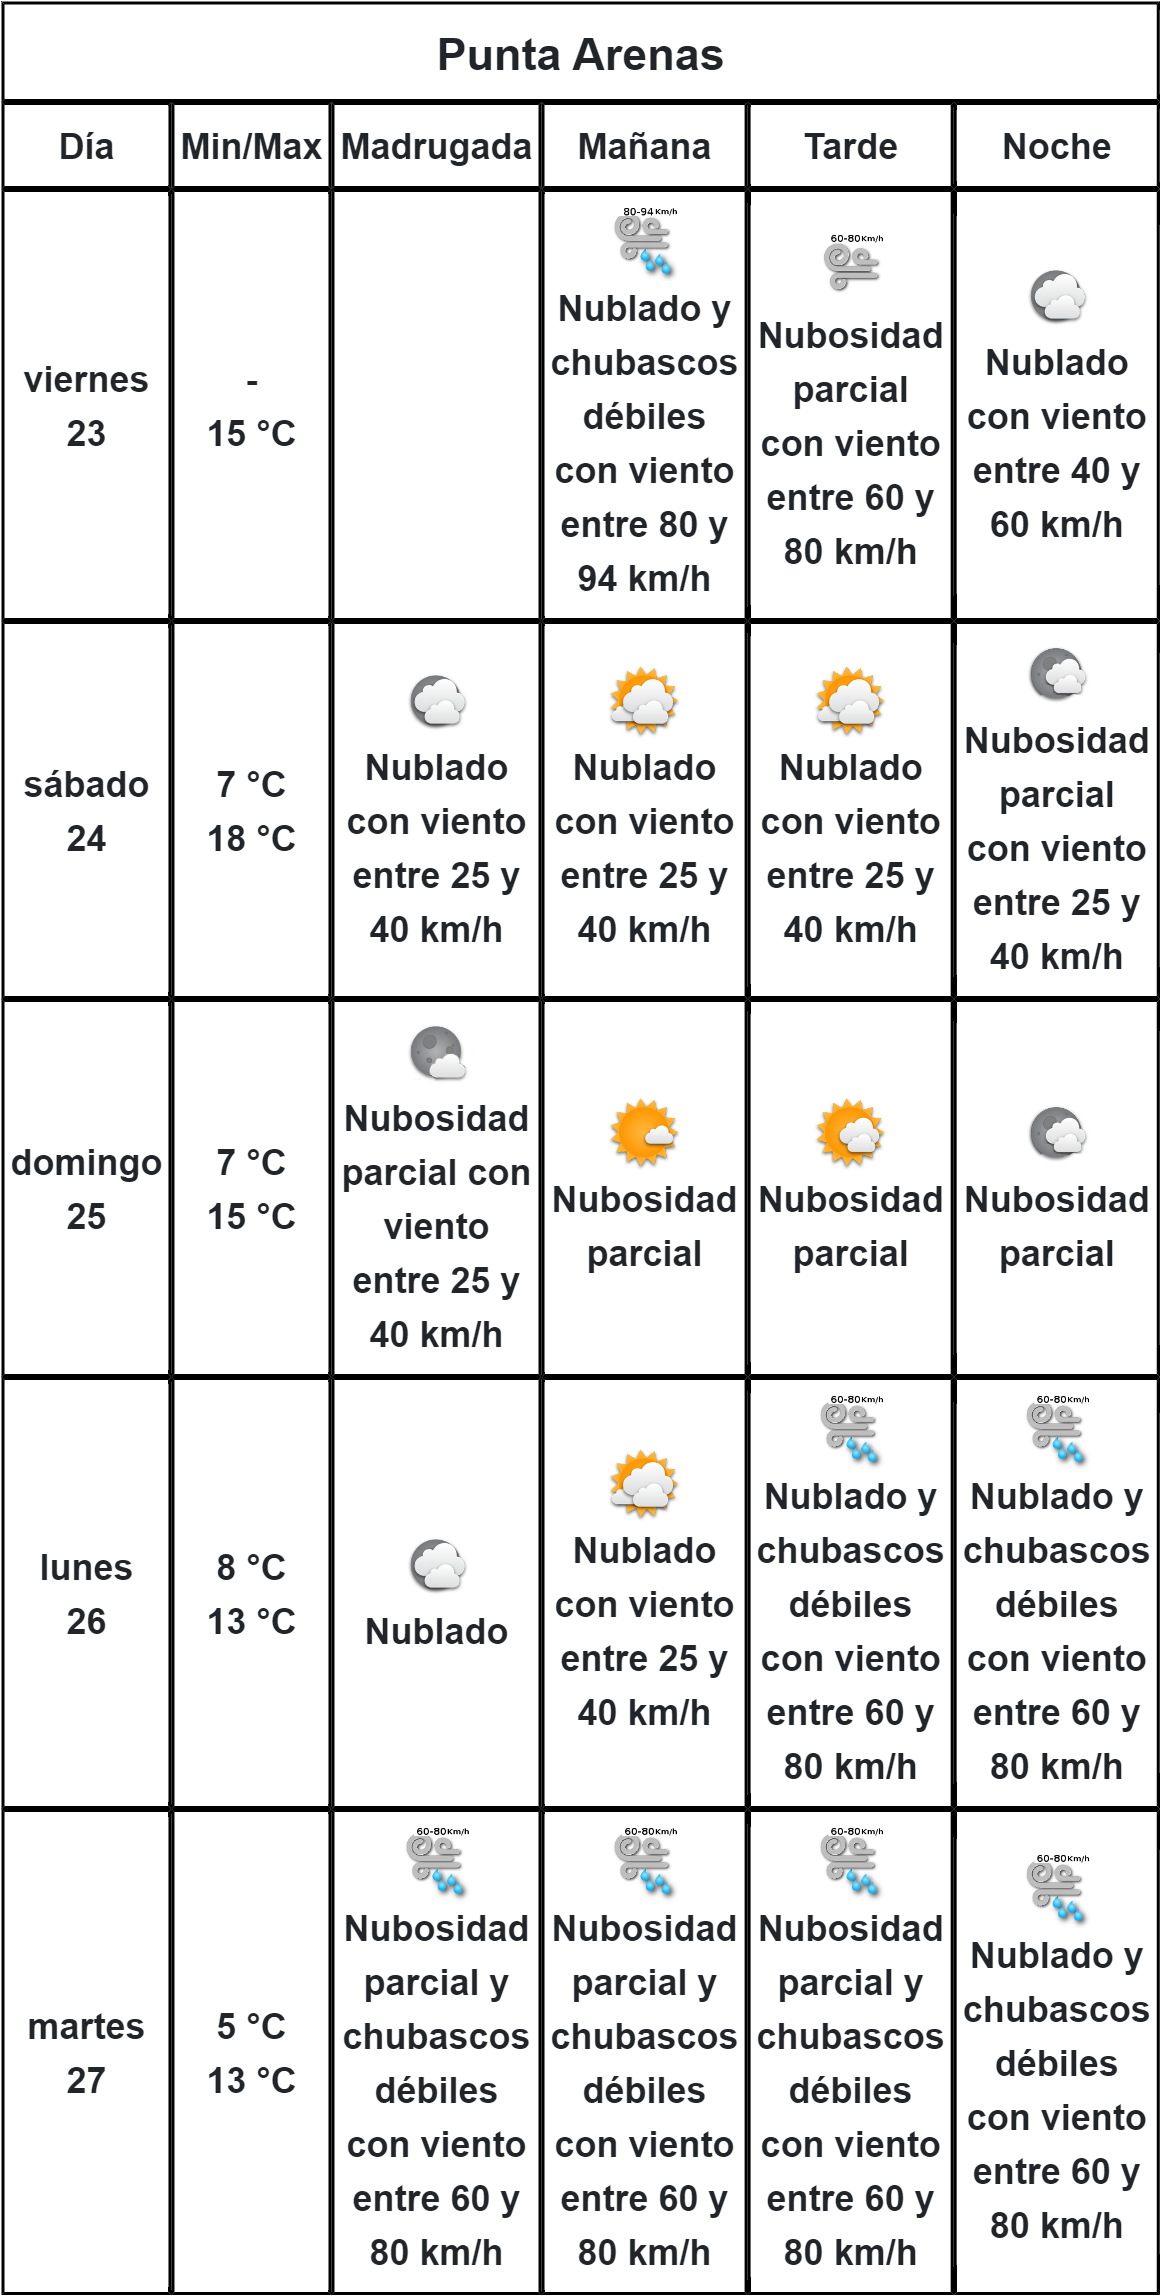 Punta Arenas
Día
Min/Max
Madrugada
Mañana
Tarde
Noche
viernes
23
-
15 °C
80-94 Km/h
Nublado y
chubascos
débiles
con viento
entre 80 y
94 km/h
60-80Km/h
Nubosidad
parcial
con viento
entre 60 y
80 km/h
Nublado
con viento
entre 40 y
60 km/h
sábado
24
7 °C
18 °C
Nublado
con viento
entre 25 y
40 km/h
Nublado
con viento
entre 25 y
40 km/h
Nublado
con viento
entre 25 y
40 km/h
Nubosidad
parcial
con viento
entre 25 y
40 km/h
domingo
25
7 °C
15 °C
Nubosidad
parcial con
viento
entre 25 y
40 km/h
Nubosidad
parcial
Nubosidad
parcial
Nubosidad
parcial
lunes
26
8 °C
13 °C
Nublado
Nublado
con viento
entre 25 y
40 km/h
60-80Km/h
Nublado y
chubascos
débiles
con viento
entre 60 y
80 km/h
60-80Km/h
Nublado y
chubascos
débiles
con viento
entre 60 y
80 km/h
martes
27
5 °C
13 °C
60-80Km/h
Nubosidad
parcial y
chubascos
débiles
con viento
entre 60 y
80 km/h
60-80Km/h
Nubosidad
parcial y
chubascos
débiles
con viento
entre 60 y
80 km/h
60-80Km/h
Nubosidad
parcial y
chubascos
débiles
con viento
entre 60 y
80 km/h
60-80Km/h
Nublado y
chubascos
débiles
con viento
entre 60 y
80 km/h